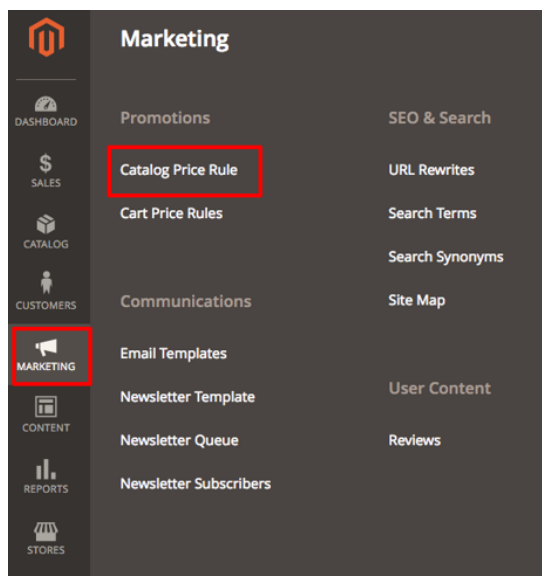 Marketing
DASHBOARD
SALES
CATALOG
CUSTOMERS
MARKETING
CONTENT
REPORTS
STORES
Promotions
Catalog Price Rule
Cart Price Rules
Communications
Email Templates
Newsletter Template
Newsletter Queue
Newsletter Subscribers
SEO & Search
URL Rewrites
Search Terms
Search Synonyms
Site Map
User Content
Reviews